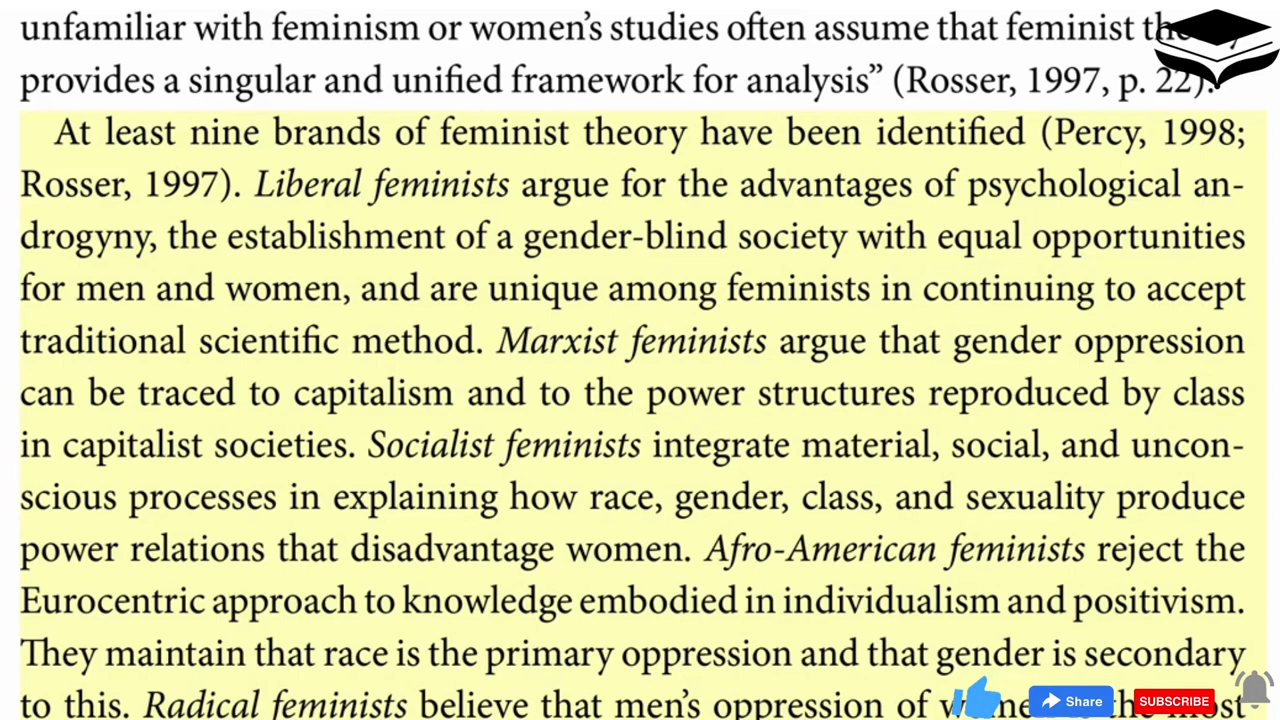 unfamiliar with feminism or women’s studies often assume that feminist
provides a singular and unified framework for analysis” (Rosser, 1997, p. 22).
At least nine brands of feminist theory have been identified (Percy, 1998;
Rosser, 1997). Liberal feminists argue for the advantages of psychological an-
drogyny, the establishment of a gender-blind society with equal opportunities
for men and women, and are unique among feminists in continuing to accept
traditional scientific method. Marxist feminists argue that gender oppression
can be traced to capitalism and to the power structures reproduced by class
in capitalist societies. Socialist feminists integrate material, social, and uncon-
scious processes in explaining how race, gender, class, and sexuality produce
power relations that disadvantage women. Afro-American feminists reject the
Eurocentric approach to knowledge embodied in individualism and positivism.
They maintain that race is the primary oppression and that gender is secondary
to this. Radical feminists believe that men’s oppression of
Share
SUBSCRIBE